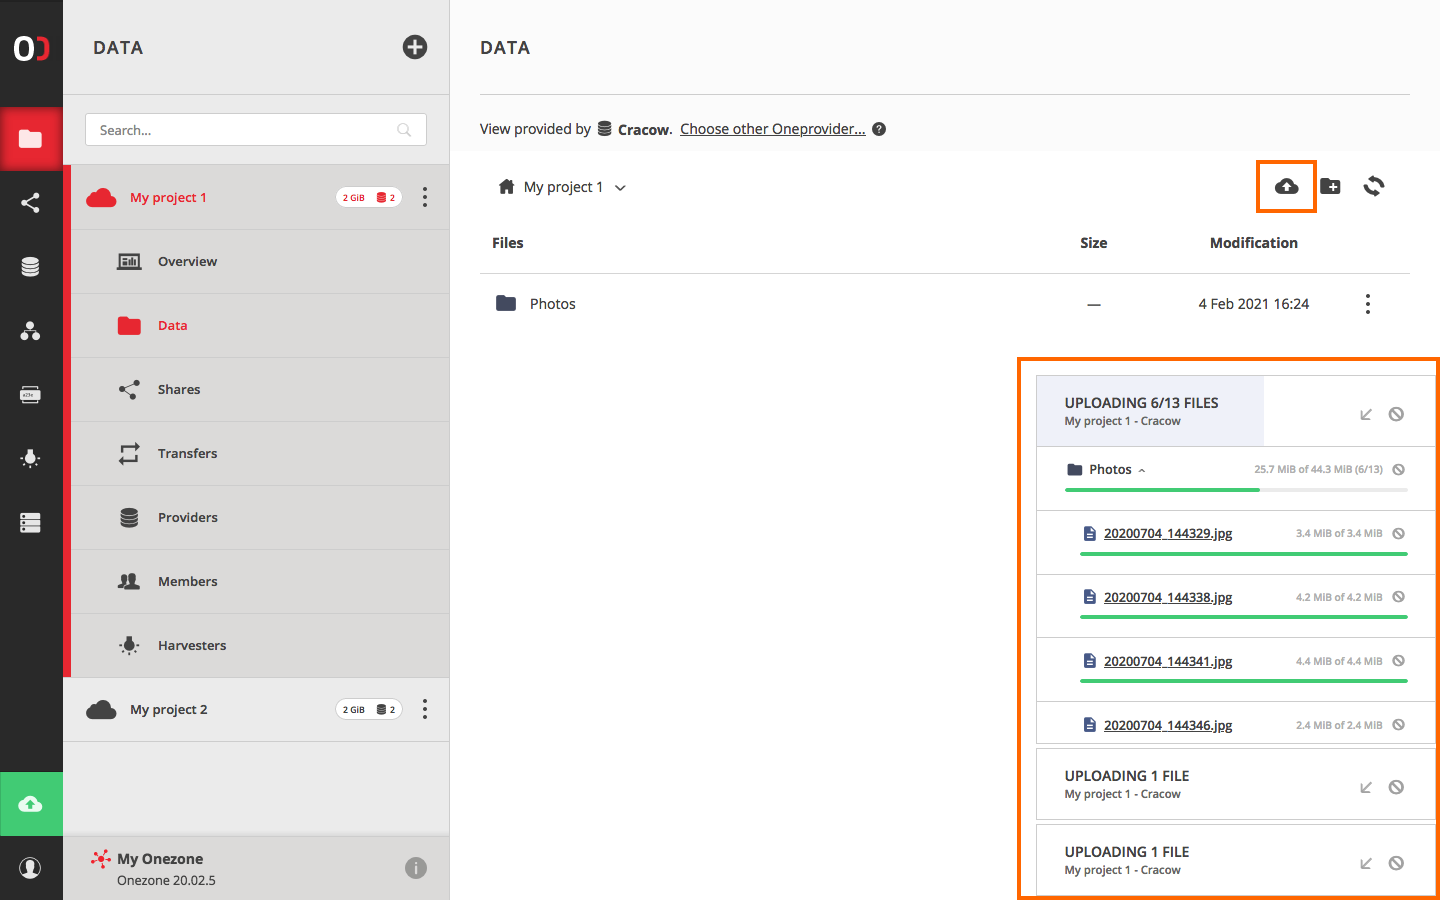 DATA
Search...
My project 1
2 GiB 2
Overview
Data
Shares
Transfers
Providers
Members
Harvesters
My project 2
2 GiB 2
My Onezone
Onezone 20.02.5
DATA
View provided by Cracow. Choose other Oneprovider... ?
My project 1
Files Size Modification
Photos — 4 Feb 2021 16:24
UPLOADING 6/13 FILES
My project 1 - Cracow
Photos 25.7 MiB of 44.3 MiB (6/13)
20200704_144329.jpg 3.4 MiB of 3.4 MiB
20200704_144338.jpg 4.2 MiB of 4.2 MiB
20200704_144341.jpg 4.4 MiB of 4.4 MiB
20200704_144346.jpg 2.4 MiB of 2.4 MiB
UPLOADING 1 FILE
My project 1 - Cracow
UPLOADING 1 FILE
My project 1 - Cracow